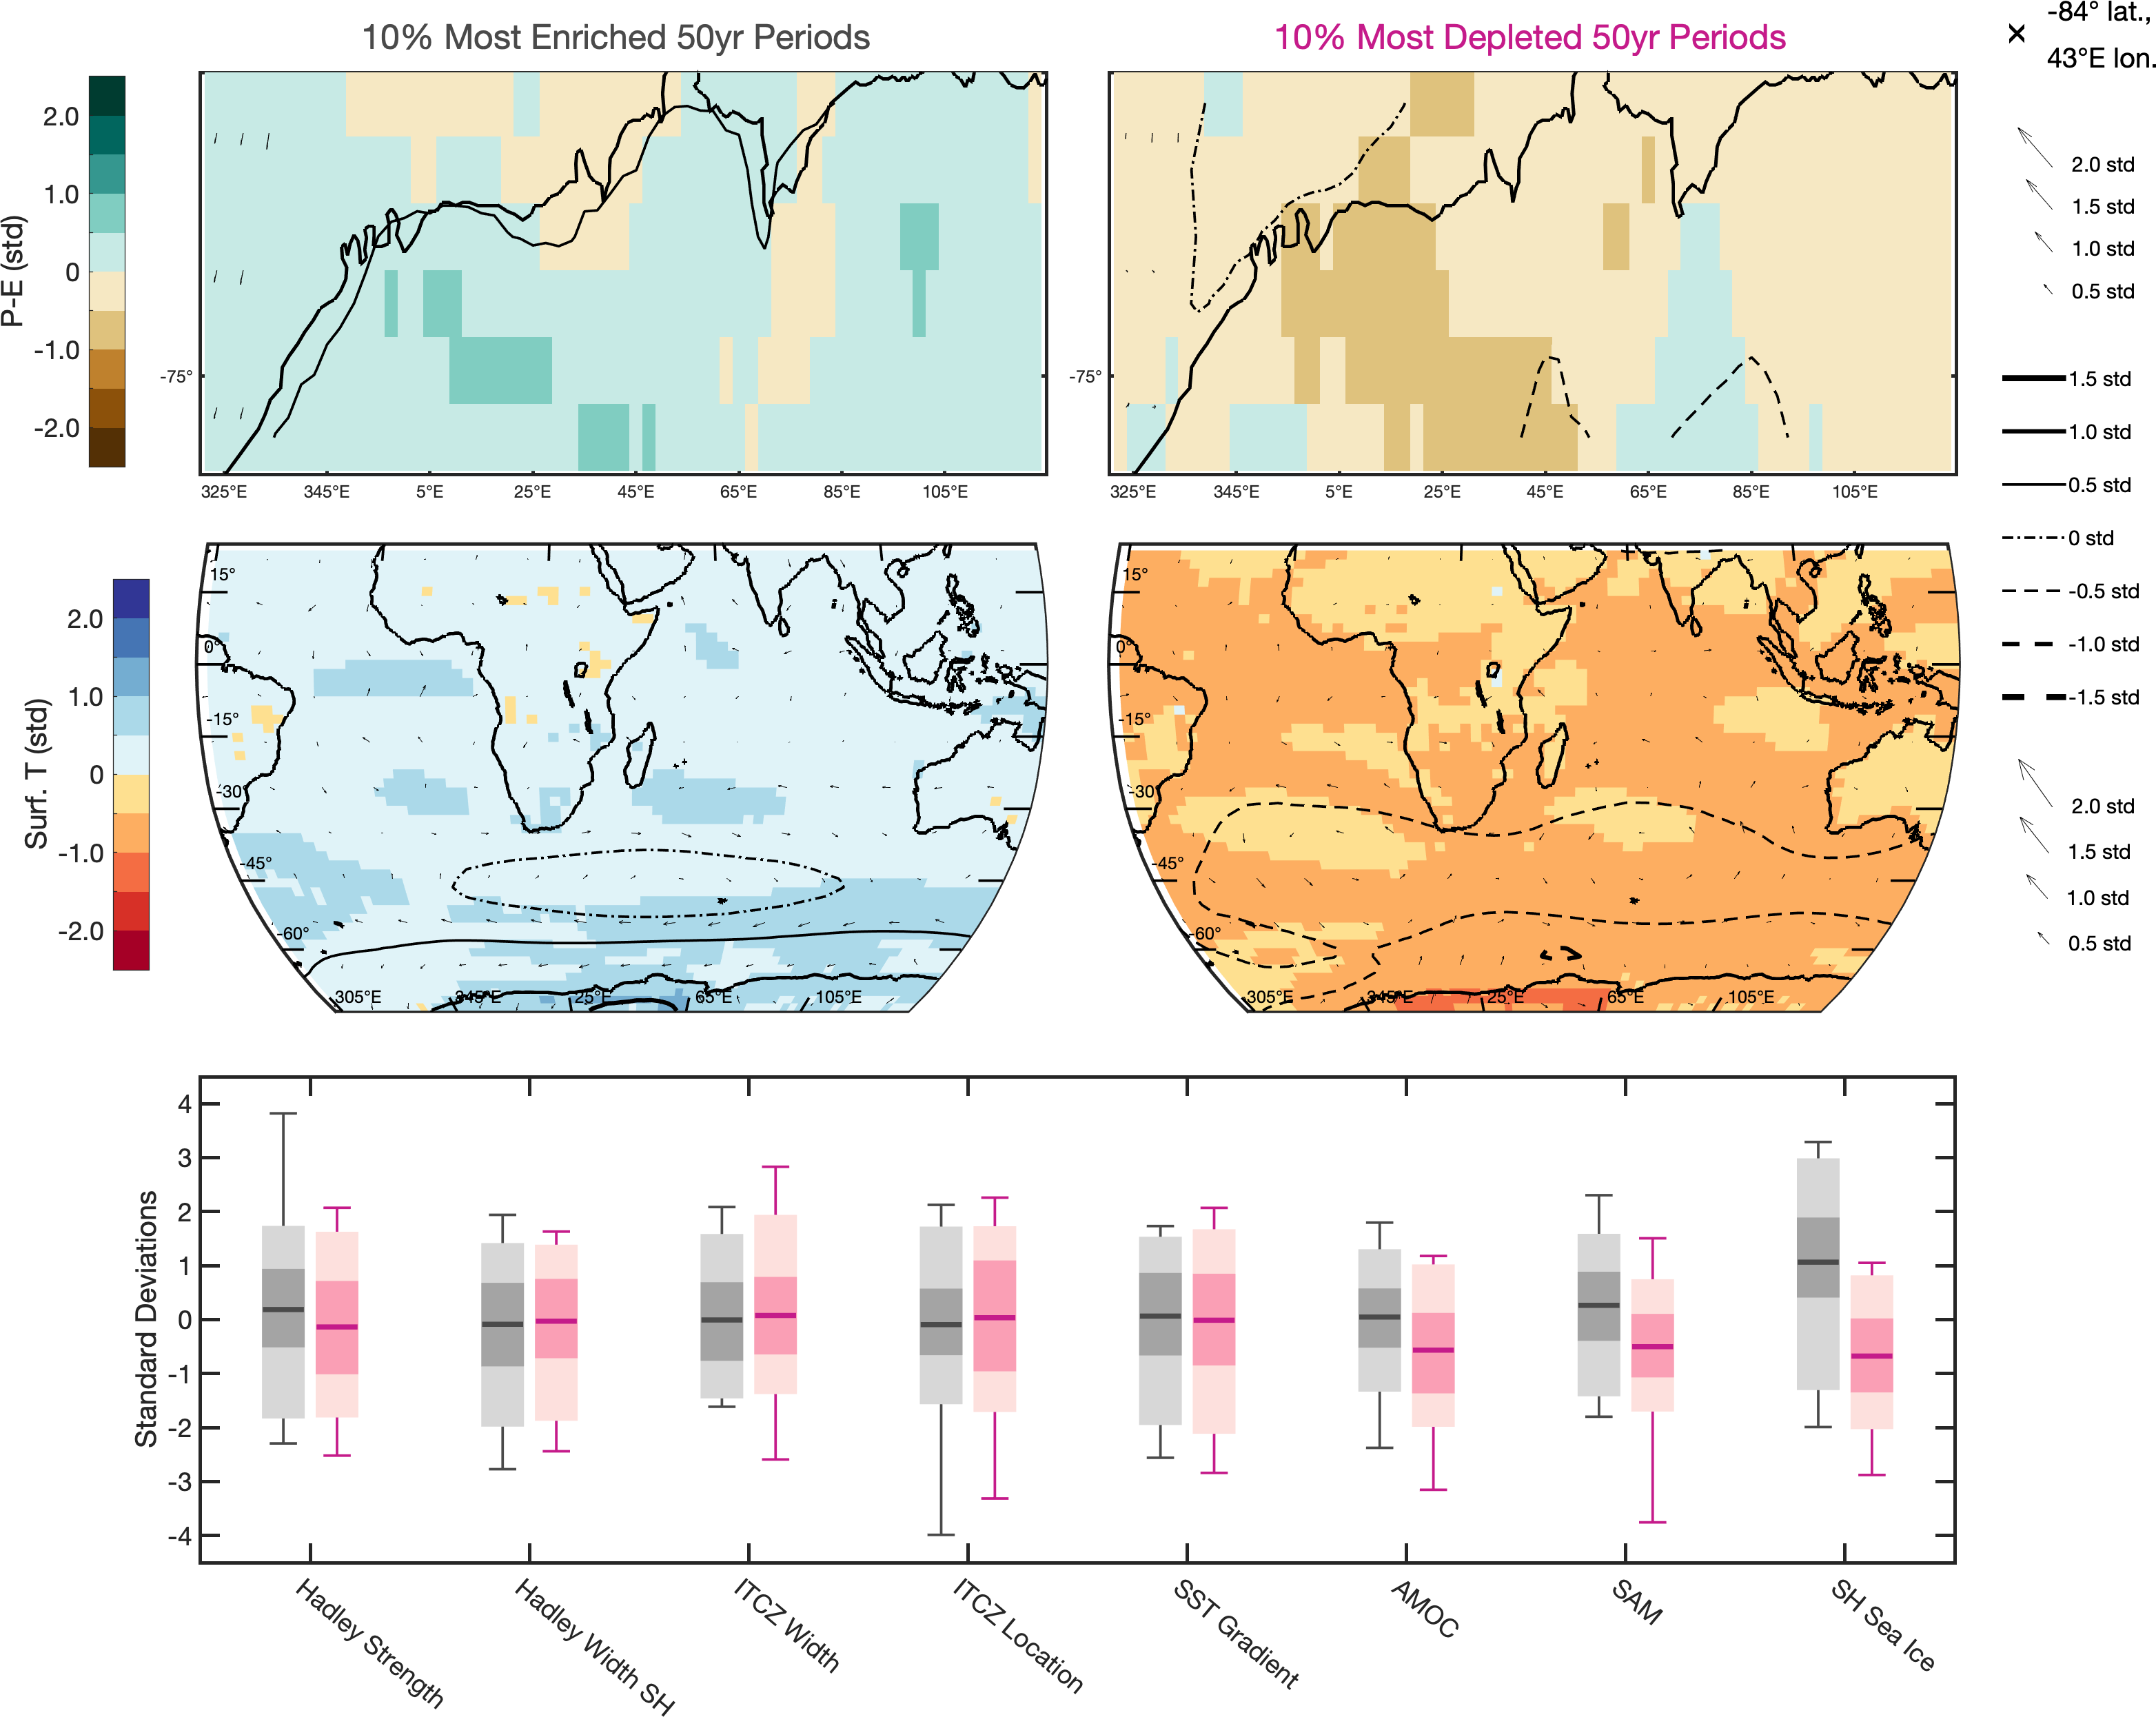 10% Most Enriched 50yr Periods
10% Most Depleted 50yr Periods
× -84° lat.,
43°E lon.
P-E (std)
2.0
1.0
0
-1.0
-2.0
-75°
325°E 345°E 5°E 25°E 45°E 65°E 85°E 105°E
-75°
325°E 345°E 5°E 25°E 45°E 65°E 85°E 105°E
2.0 std
1.5 std
1.0 std
0.5 std
1.5 std
1.0 std
0.5 std
0 std
-0.5 std
-1.0 std
-1.5 std
2.0 std
1.5 std
1.0 std
0.5 std
Surf. T (std)
2.0
1.0
0
-1.0
-2.0
15°
0°
-15°
-30°
-45°
-60°
305°E 345°E 25°E 65°E 105°E
15°
0°
-15°
-30°
-45°
-60°
305°E 345°E 25°E 65°E 105°E
Standard Deviations
4
3
2
1
0
-1
-2
-3
-4
Hadley Strength
Hadley Width SH
ITCZ Width
ITCZ Location
SST Gradient
AMOC
SAM
SH Sea Ice